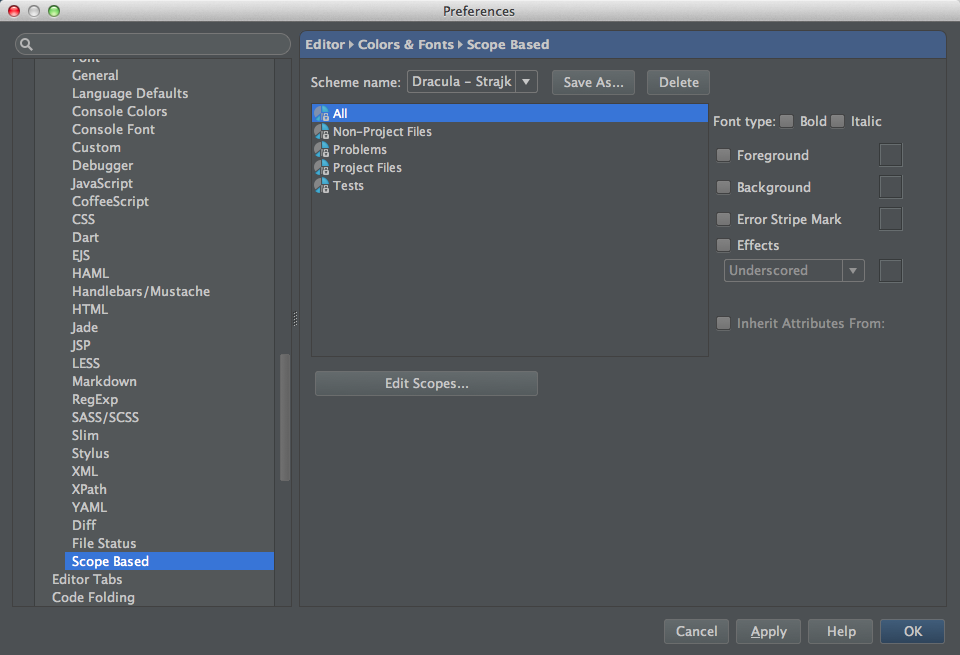 Preferences
Editor ▸ Colors & Fonts ▸ Scope Based
Font
General
Language Defaults
Console Colors
Console Font
Custom
Debugger
JavaScript
CoffeeScript
CSS
Dart
EJS
HAML
Handlebars/Mustache
HTML
Jade
JSP
LESS
Markdown
RegExp
SASS/SCSS
Slim
Stylus
XML
XPath
YAML
Diff
File Status
Scope Based
Editor Tabs
Code Folding
Scheme name: Dracula - Strajk Save As... Delete
All
Non-Project Files
Problems
Project Files
Tests
Edit Scopes...
Font type: Bold Italic
Foreground
Background
Error Stripe Mark
Effects
Underscored
Inherit Attributes From:
Cancel Apply Help OK